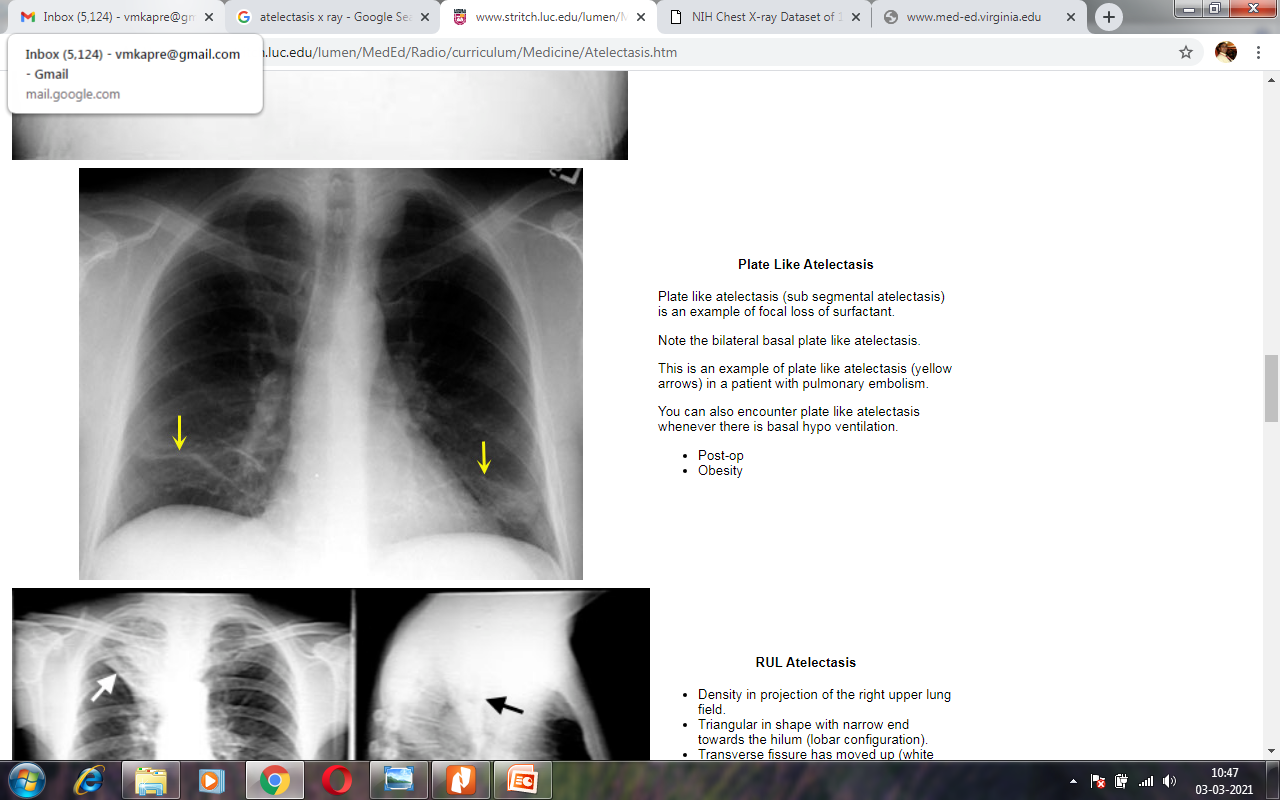 Inbox (5,124) - vmkapre@gm
atelectasis x ray - Google Sea
www.stritch.luc.edu/lumen/M
NIH Chest X-ray Dataset of 1
www.med-ed.virginia.edu
Inbox (5,124) - vmkapre@gmail.com
- Gmail
mail.google.com
.luc.edu/lumen/MedEd/Radio/curriculum/Medicine/Atelectasis.htm
Plate Like Atelectasis
Plate like atelectasis (sub segmental atelectasis)
is an example of focal loss of surfactant.
Note the bilateral basal plate like atelectasis.
This is an example of plate like atelectasis (yellow
arrows) in a patient with pulmonary embolism.
You can also encounter plate like atelectasis
whenever there is basal hypo ventilation.
• Post-op
• Obesity
RUL Atelectasis
• Density in projection of the right upper lung
field.
• Triangular in shape with narrow end
towards the hilum (lobar configuration).
• Transverse fissure has moved up (white
10:47
03-03-2021